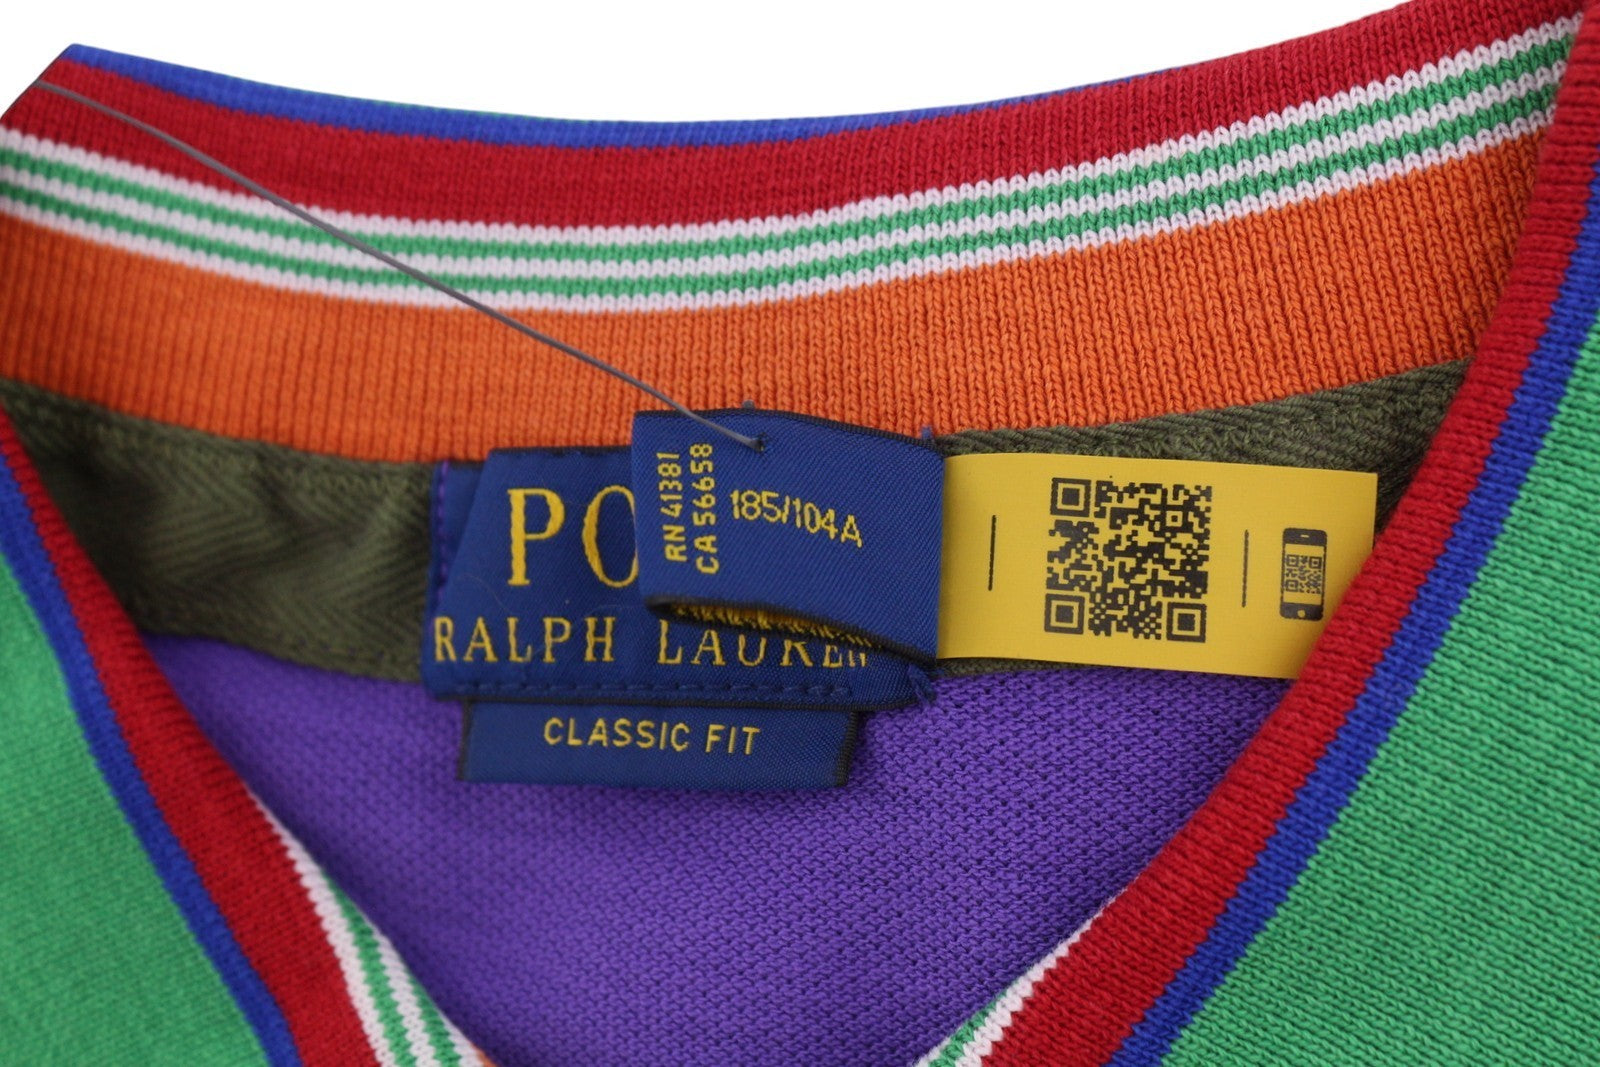 RN 41381
CA 56658
185/104A
PO
RALPH LAUREN
CLASSIC FIT